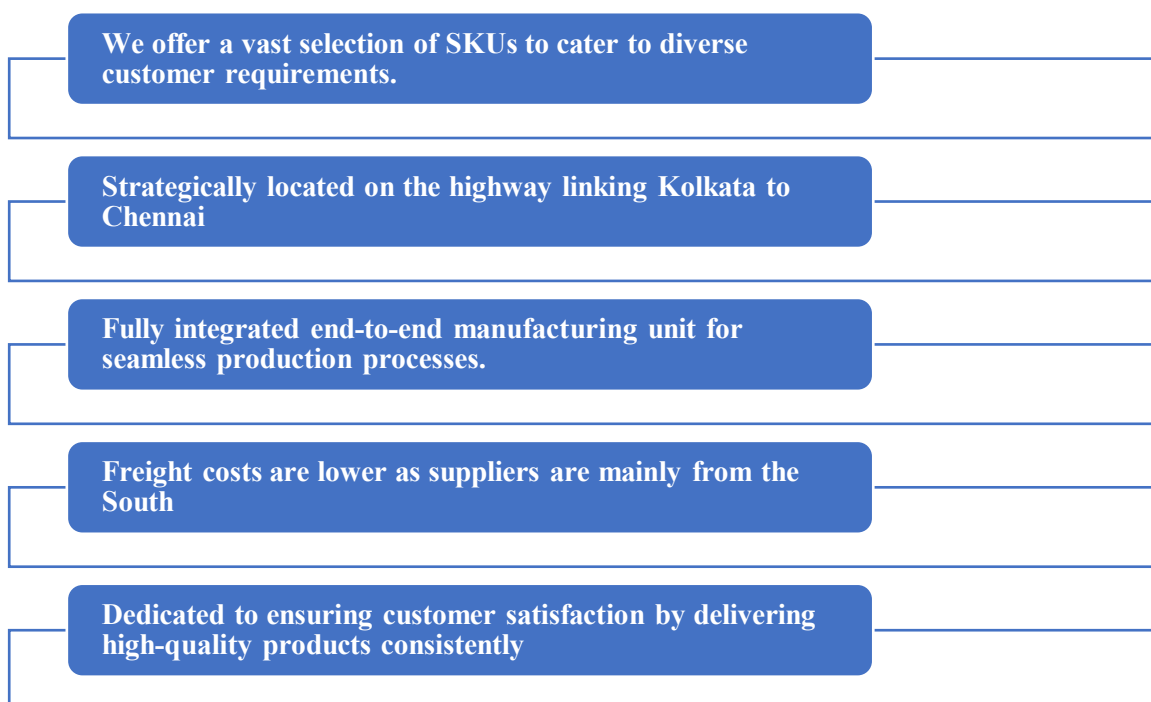 We offer a vast selection of SKUs to cater to diverse
customer requirements.
Strategically located on the highway linking Kolkata to
Chennai
Fully integrated end-to-end manufacturing unit for
seamless production processes.
Freight costs are lower as suppliers are mainly from the
South
Dedicated to ensuring customer satisfaction by delivering
high-quality products consistently